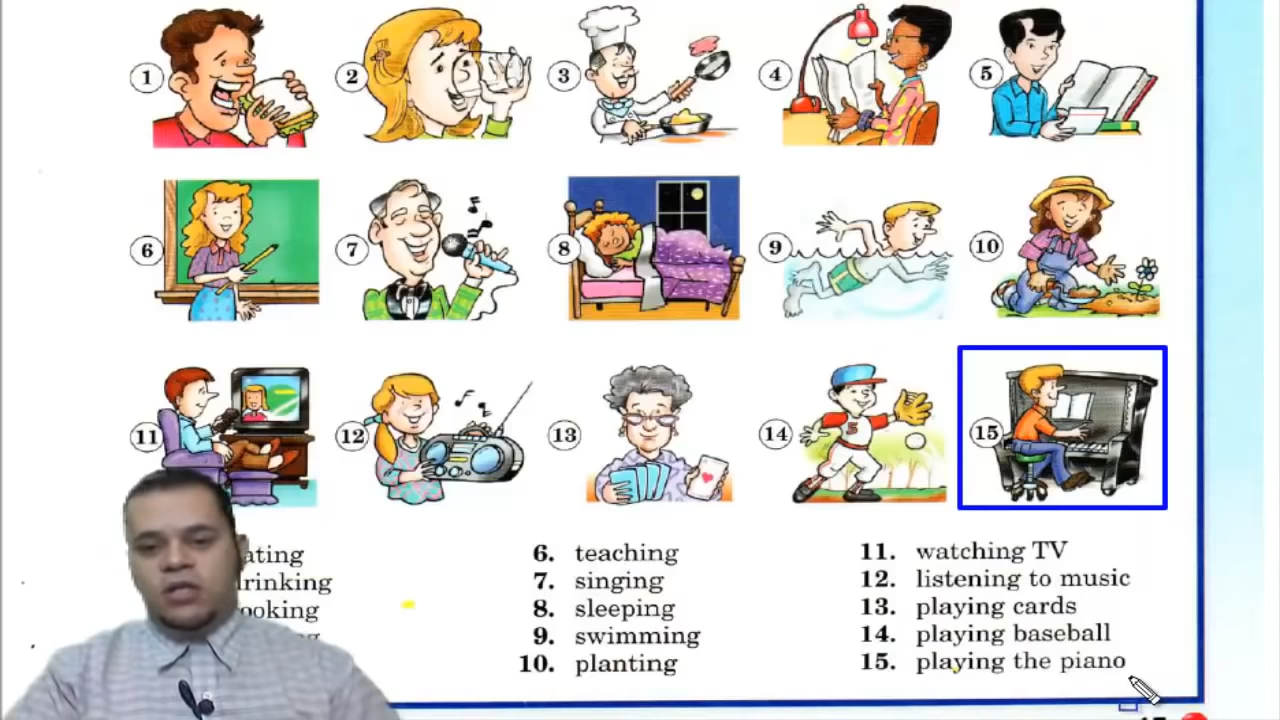 1
2
3
4
5
6
7
8
9
10
11
12
13
14
15
6. teaching
7. singing
8. sleeping
9. swimming
10. planting
11. watching TV
12. listening to music
13. playing cards
14. playing baseball
15. playing the piano